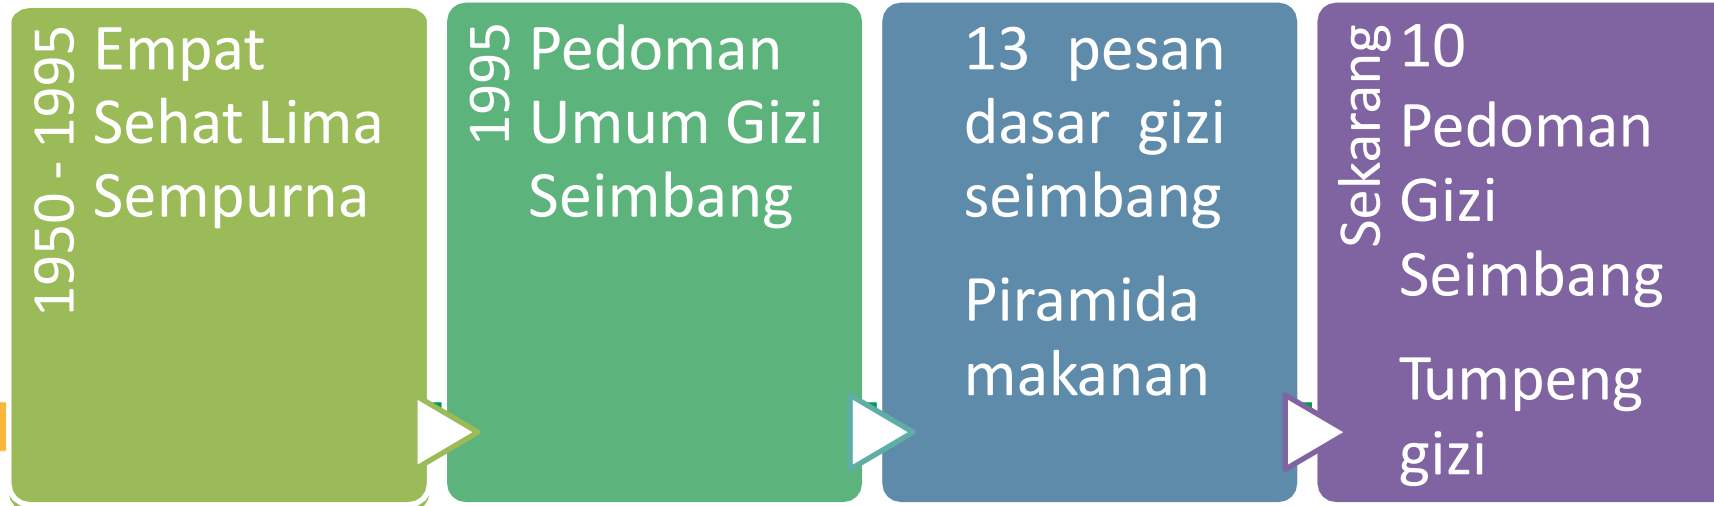 1950 - 1995
Empat
Sehat Lima
Sempurna
1995
Pedoman
Umum Gizi
Seimbang
13 pesan
dasar gizi
seimbang
Piramida
makanan
Sekarang
10
Pedoman
Gizi
Seimbang
Tumpeng
gizi